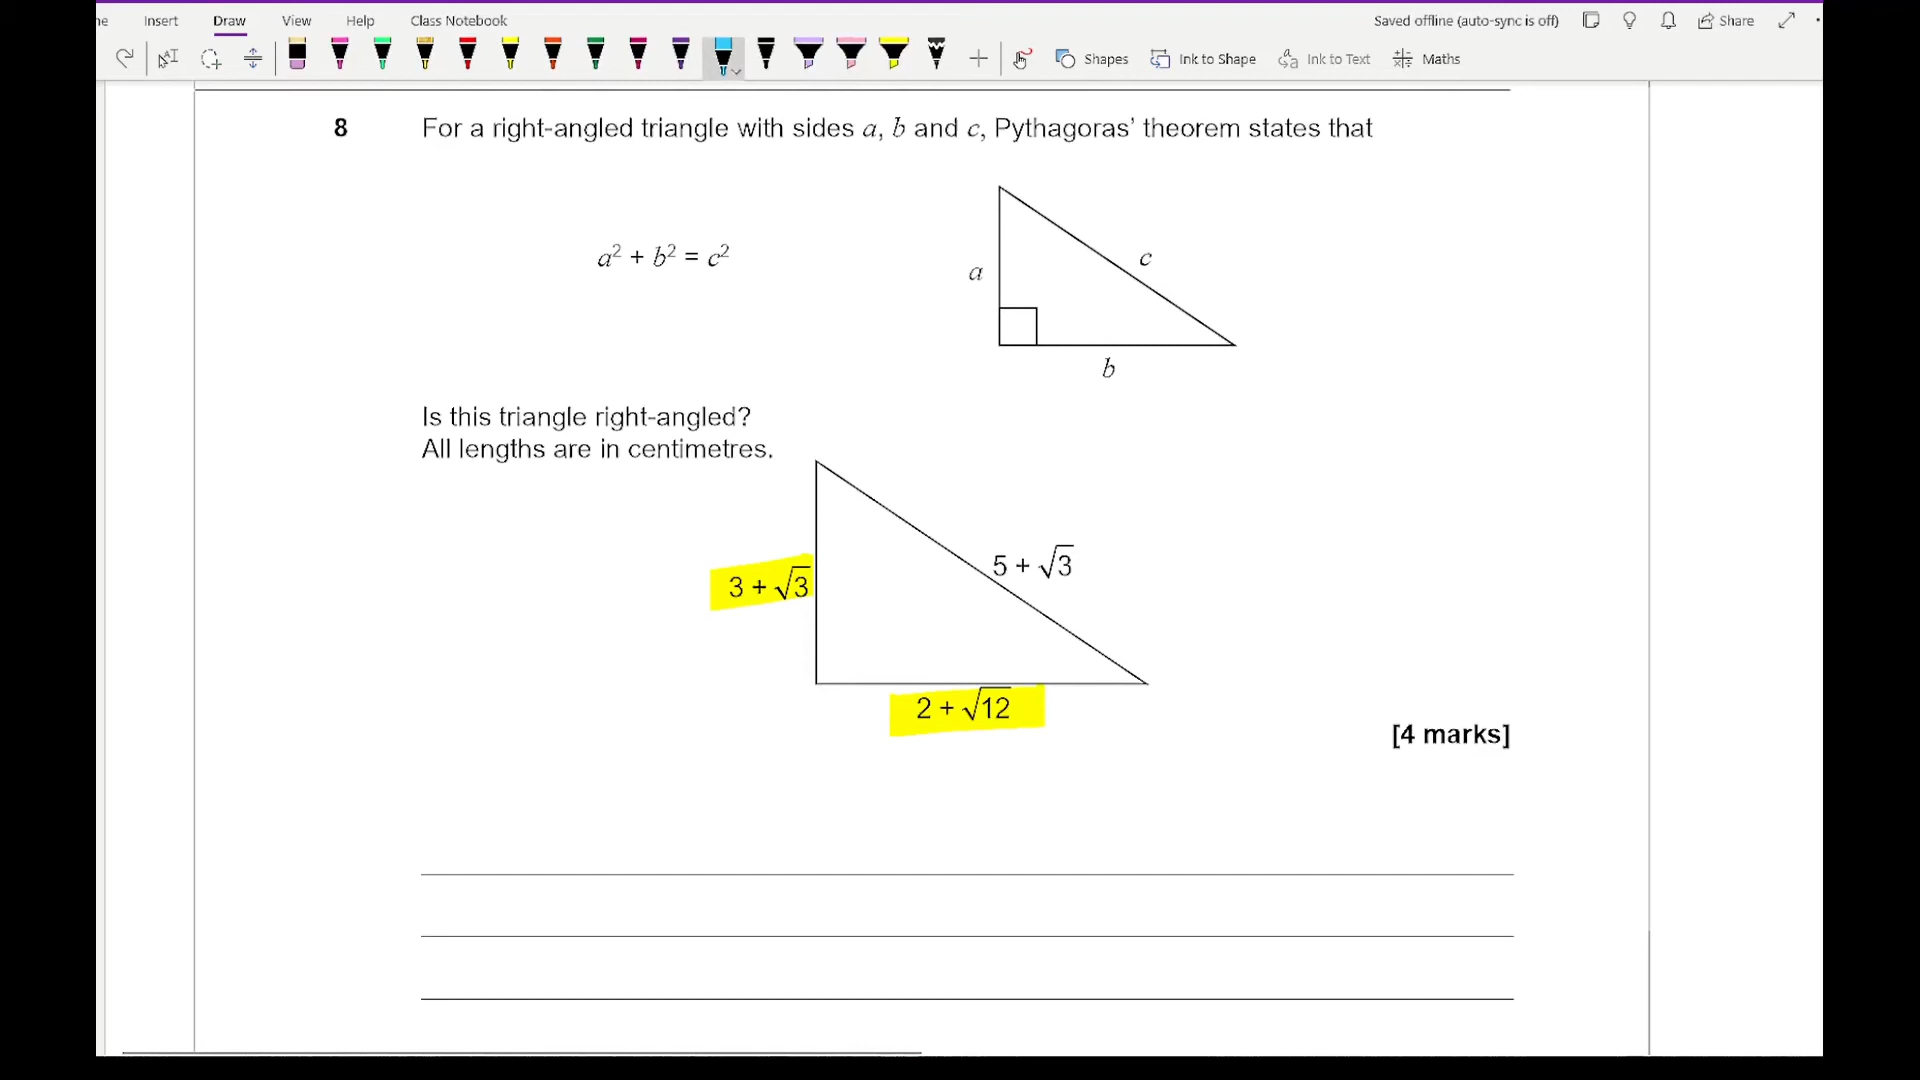 ne Insert Draw View Help Class Notebook Saved offline (auto-sync is off) Share
Shapes Ink to Shape Ink to Text Maths
8 For a right-angled triangle with sides a, b and c, Pythagoras’ theorem states that
a² + b² = c²
c
a
b
Is this triangle right-angled?
All lengths are in centimetres.
5 + √3
3 + √3
2 + √12
[4 marks]